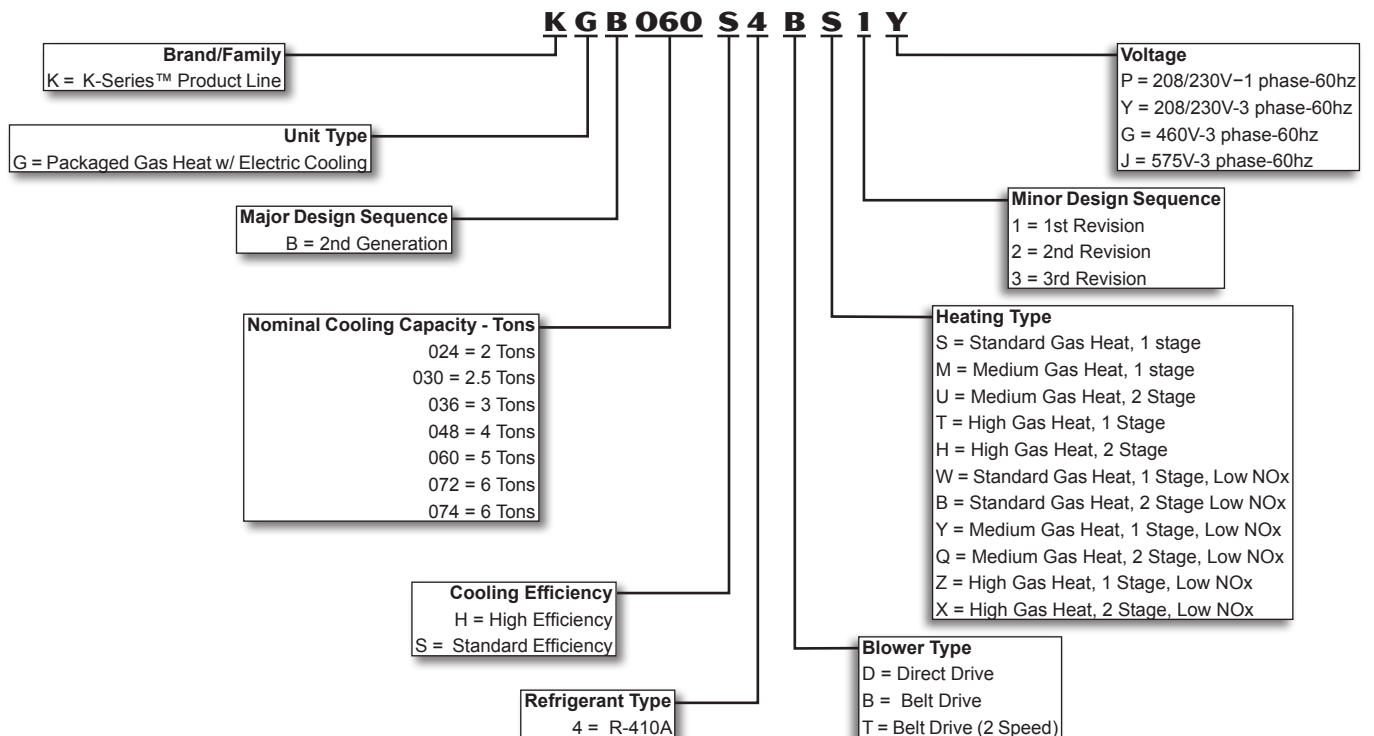 K G B 060 S 4 B S 1 Y
Brand/Family
K = K-Series™ Product Line
Unit Type
G = Packaged Gas Heat w/ Electric Cooling
Major Design Sequence
B = 2nd Generation
Nominal Cooling Capacity - Tons
024 = 2 Tons
030 = 2.5 Tons
036 = 3 Tons
048 = 4 Tons
060 = 5 Tons
072 = 6 Tons
074 = 6 Tons
Cooling Efficiency
H = High Efficiency
S = Standard Efficiency
Refrigerant Type
4 = R-410A
Voltage
P = 208/230V−1 phase-60hz
Y = 208/230V-3 phase-60hz
G = 460V-3 phase-60hz
J = 575V-3 phase-60hz
Minor Design Sequence
1 = 1st Revision
2 = 2nd Revision
3 = 3rd Revision
Heating Type
S = Standard Gas Heat, 1 stage
M = Medium Gas Heat, 1 stage
U = Medium Gas Heat, 2 Stage
T = High Gas Heat, 1 Stage
H = High Gas Heat, 2 Stage
W = Standard Gas Heat, 1 Stage, Low NOx
B = Standard Gas Heat, 2 Stage Low NOx
Y = Medium Gas Heat, 1 Stage, Low NOx
Q = Medium Gas Heat, 2 Stage, Low NOx
Z = High Gas Heat, 1 Stage, Low NOx
X = High Gas Heat, 2 Stage, Low NOx
Blower Type
D = Direct Drive
B = Belt Drive
T = Belt Drive (2 Speed)